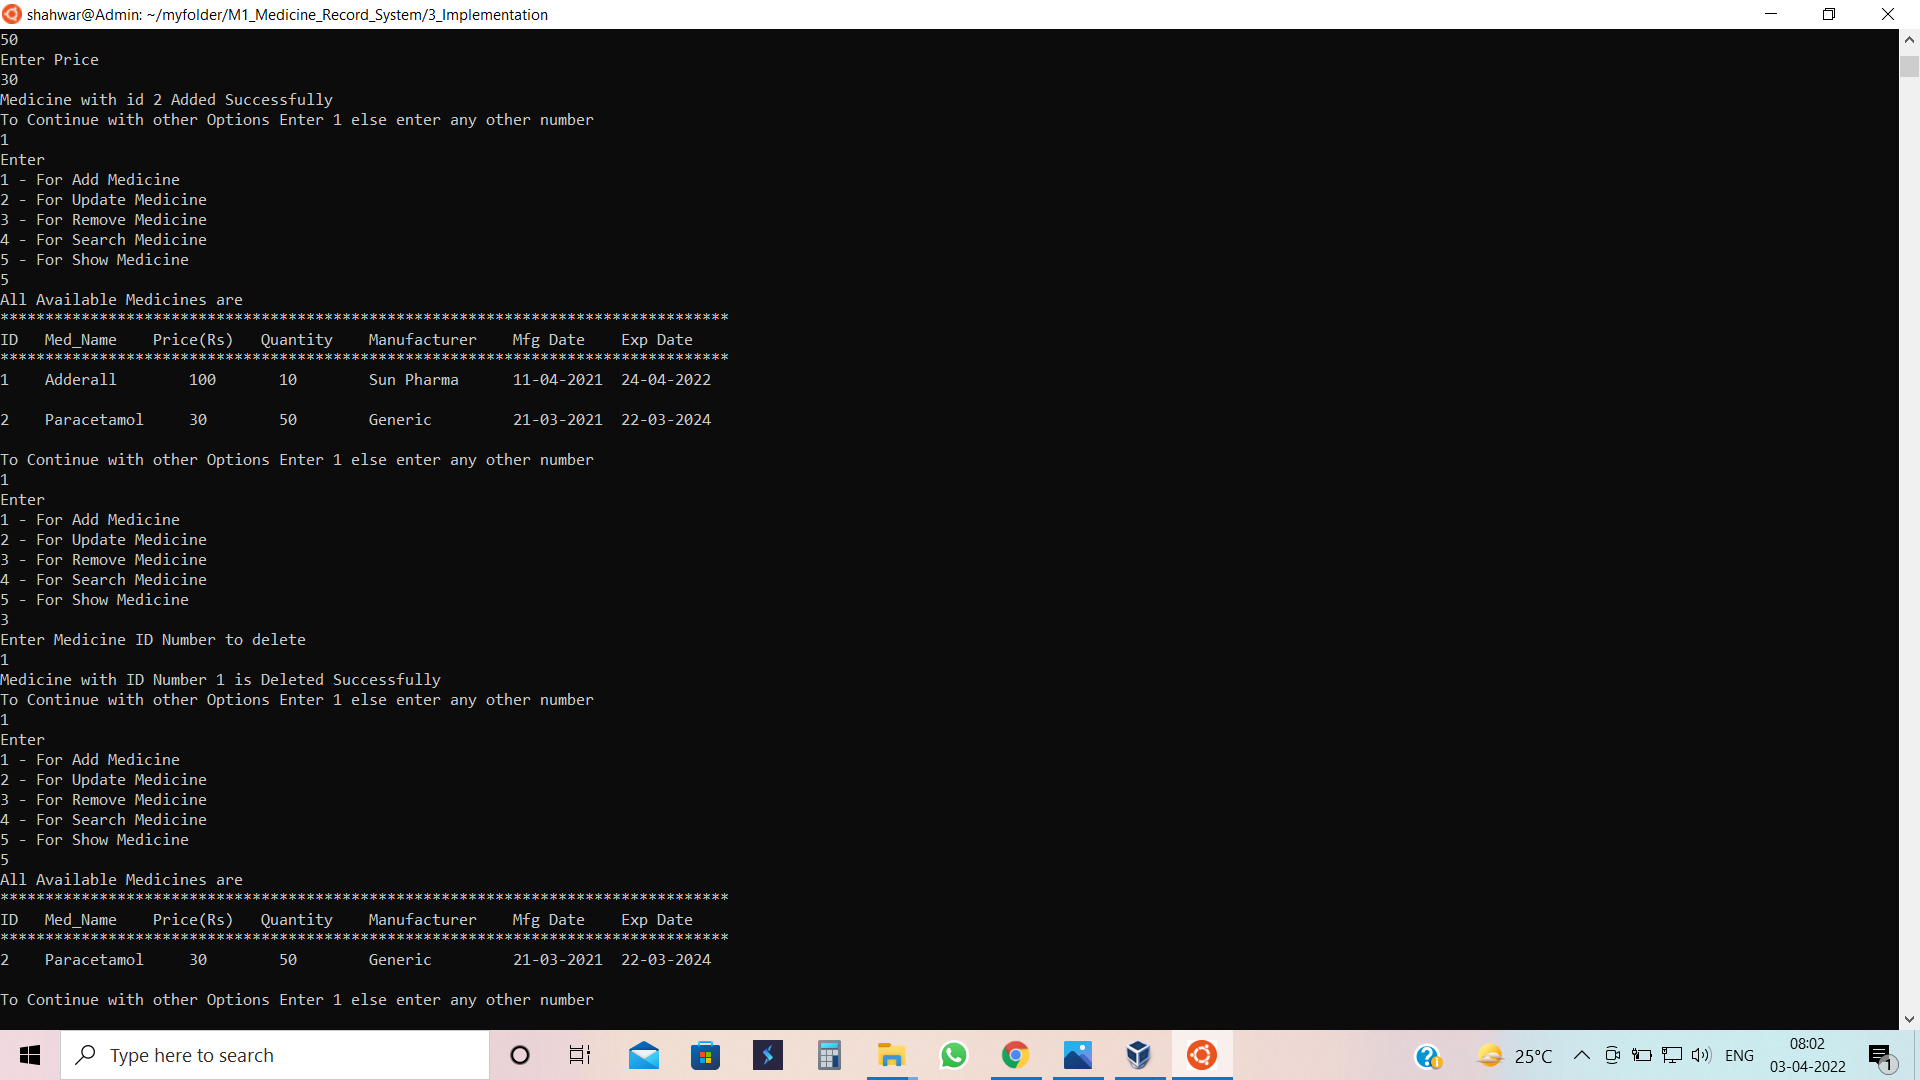 shahwar@Admin: ~/myfolder/M1_Medicine_Record_System/3_Implementation
50
Enter Price
30
Medicine with id 2 Added Successfully
To Continue with other Options Enter 1 else enter any other number
1
Enter
1 - For Add Medicine
2 - For Update Medicine
3 - For Remove Medicine
4 - For Search Medicine
5 - For Show Medicine
5
All Available Medicines are
*********************************************************************************
ID   Med_Name    Price(Rs)   Quantity    Manufacturer    Mfg Date    Exp Date
*********************************************************************************
1    Adderall        100       10        Sun Pharma      11-04-2021  24-04-2022
2    Paracetamol     30        50        Generic         21-03-2021  22-03-2024
To Continue with other Options Enter 1 else enter any other number
1
Enter
1 - For Add Medicine
2 - For Update Medicine
3 - For Remove Medicine
4 - For Search Medicine
5 - For Show Medicine
3
Enter Medicine ID Number to delete
1
Medicine with ID Number 1 is Deleted Successfully
To Continue with other Options Enter 1 else enter any other number
1
Enter
1 - For Add Medicine
2 - For Update Medicine
3 - For Remove Medicine
4 - For Search Medicine
5 - For Show Medicine
5
All Available Medicines are
*********************************************************************************
ID   Med_Name    Price(Rs)   Quantity    Manufacturer    Mfg Date    Exp Date
*********************************************************************************
2    Paracetamol     30        50        Generic         21-03-2021  22-03-2024
To Continue with other Options Enter 1 else enter any other number
Type here to search
25°C
ENG
08:02
03-04-2022
1